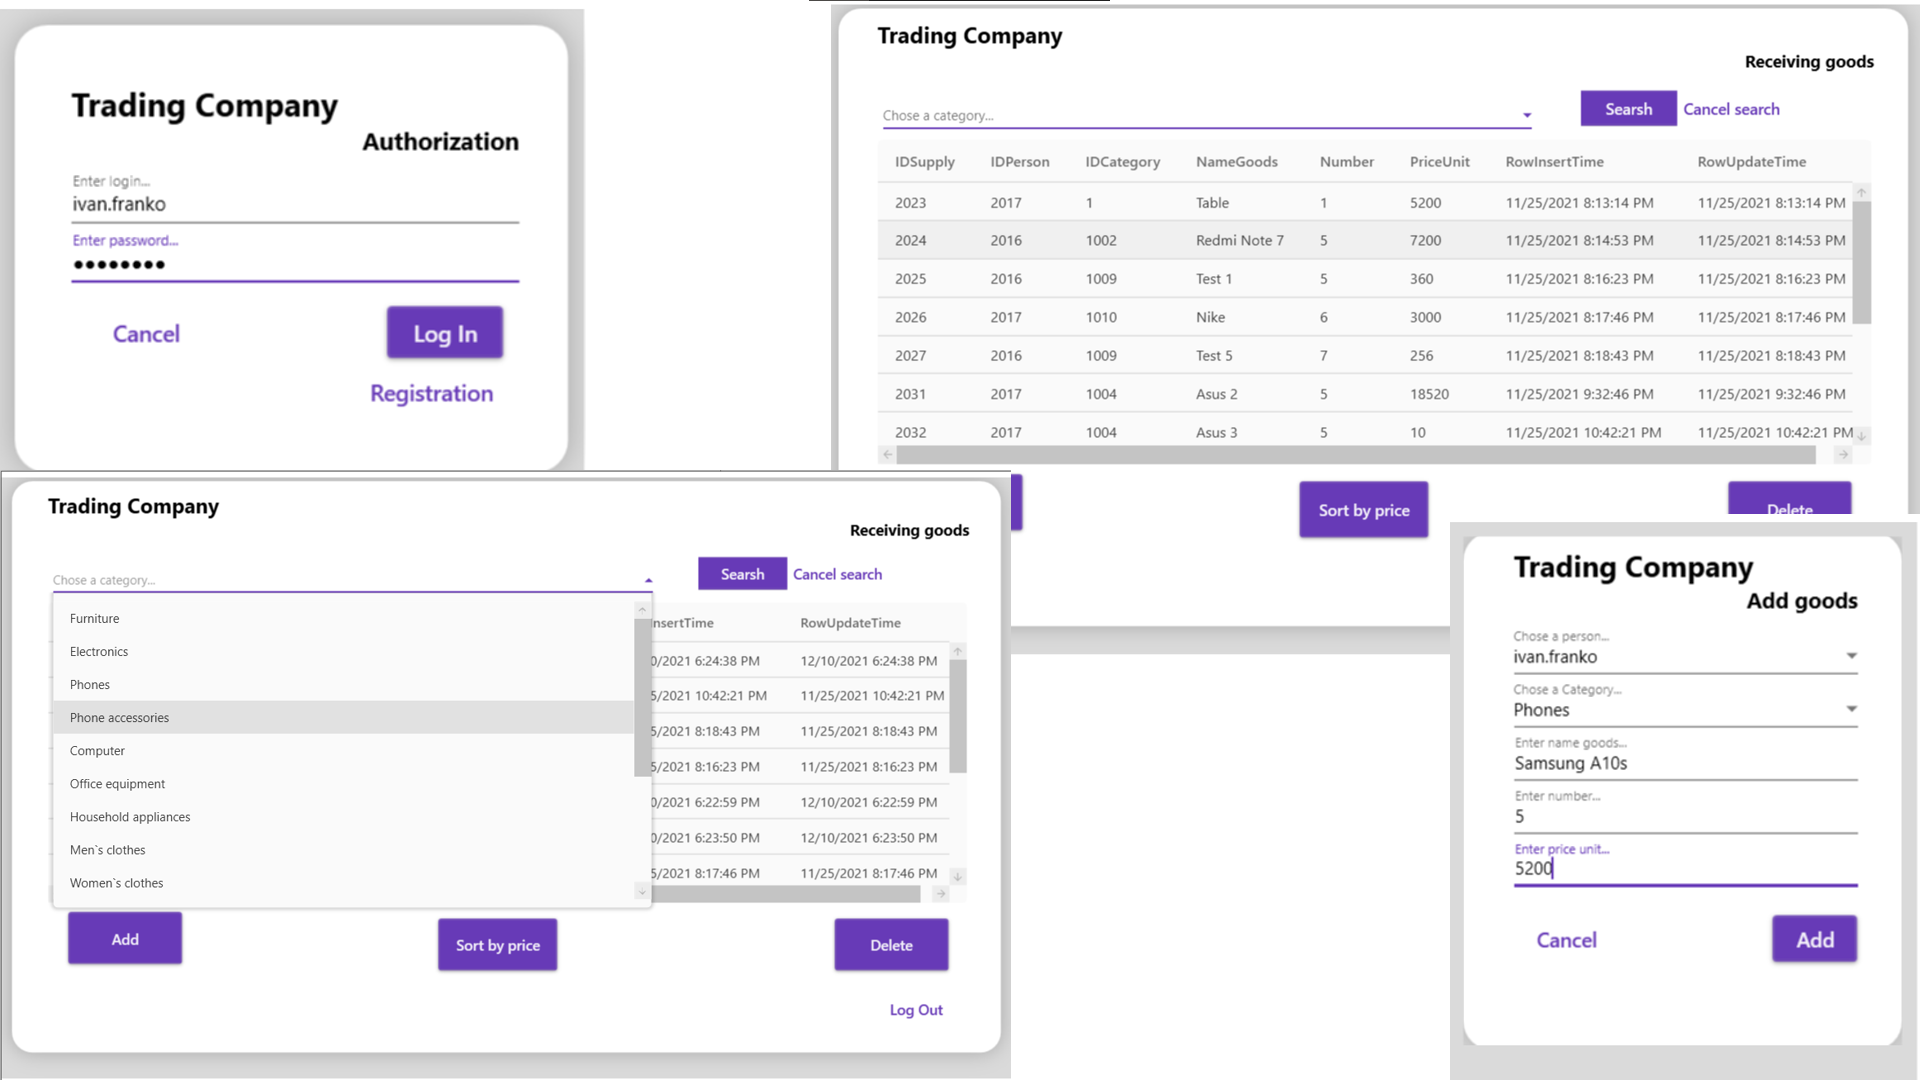 Trading Company
Authorization
Enter login...
ivan.franko
Enter password...
Cancel
Log In
Registration
Trading Company
Receiving goods
Chose a category...
Searsh
Cancel search
IDSupply IDPerson IDCategory NameGoods Number PriceUnit RowInsertTime RowUpdateTime
2023 2017 1 Table 1 5200 11/25/2021 8:13:14 PM 11/25/2021 8:13:14 PM
2024 2016 1002 Redmi Note 7 5 7200 11/25/2021 8:14:53 PM 11/25/2021 8:14:53 PM
2025 2016 1009 Test 1 5 360 11/25/2021 8:16:23 PM 11/25/2021 8:16:23 PM
2026 2017 1010 Nike 6 3000 11/25/2021 8:17:46 PM 11/25/2021 8:17:46 PM
2027 2016 1009 Test 5 7 256 11/25/2021 8:18:43 PM 11/25/2021 8:18:43 PM
2031 2017 1004 Asus 2 5 18520 11/25/2021 9:32:46 PM 11/25/2021 9:32:46 PM
2032 2017 1004 Asus 3 5 10 11/25/2021 10:42:21 PM 11/25/2021 10:42:21 PM
Sort by price
Delete
Trading Company
Receiving goods
Chose a category...
Searsh
Cancel search
Furniture
Electronics
Phones
Phone accessories
Computer
Office equipment
Household appliances
Men`s clothes
Women`s clothes
nsertTime RowUpdateTime
0/2021 6:24:38 PM 12/10/2021 6:24:38 PM
5/2021 10:42:21 PM 11/25/2021 10:42:21 PM
5/2021 8:18:43 PM 11/25/2021 8:18:43 PM
5/2021 8:16:23 PM 11/25/2021 8:16:23 PM
0/2021 6:22:59 PM 12/10/2021 6:22:59 PM
0/2021 6:23:50 PM 12/10/2021 6:23:50 PM
5/2021 8:17:46 PM 11/25/2021 8:17:46 PM
Add
Sort by price
Delete
Log Out
Trading Company
Add goods
Chose a person...
ivan.franko
Chose a Category...
Phones
Enter name goods...
Samsung A10s
Enter number...
5
Enter price unit...
5200
Cancel
Add